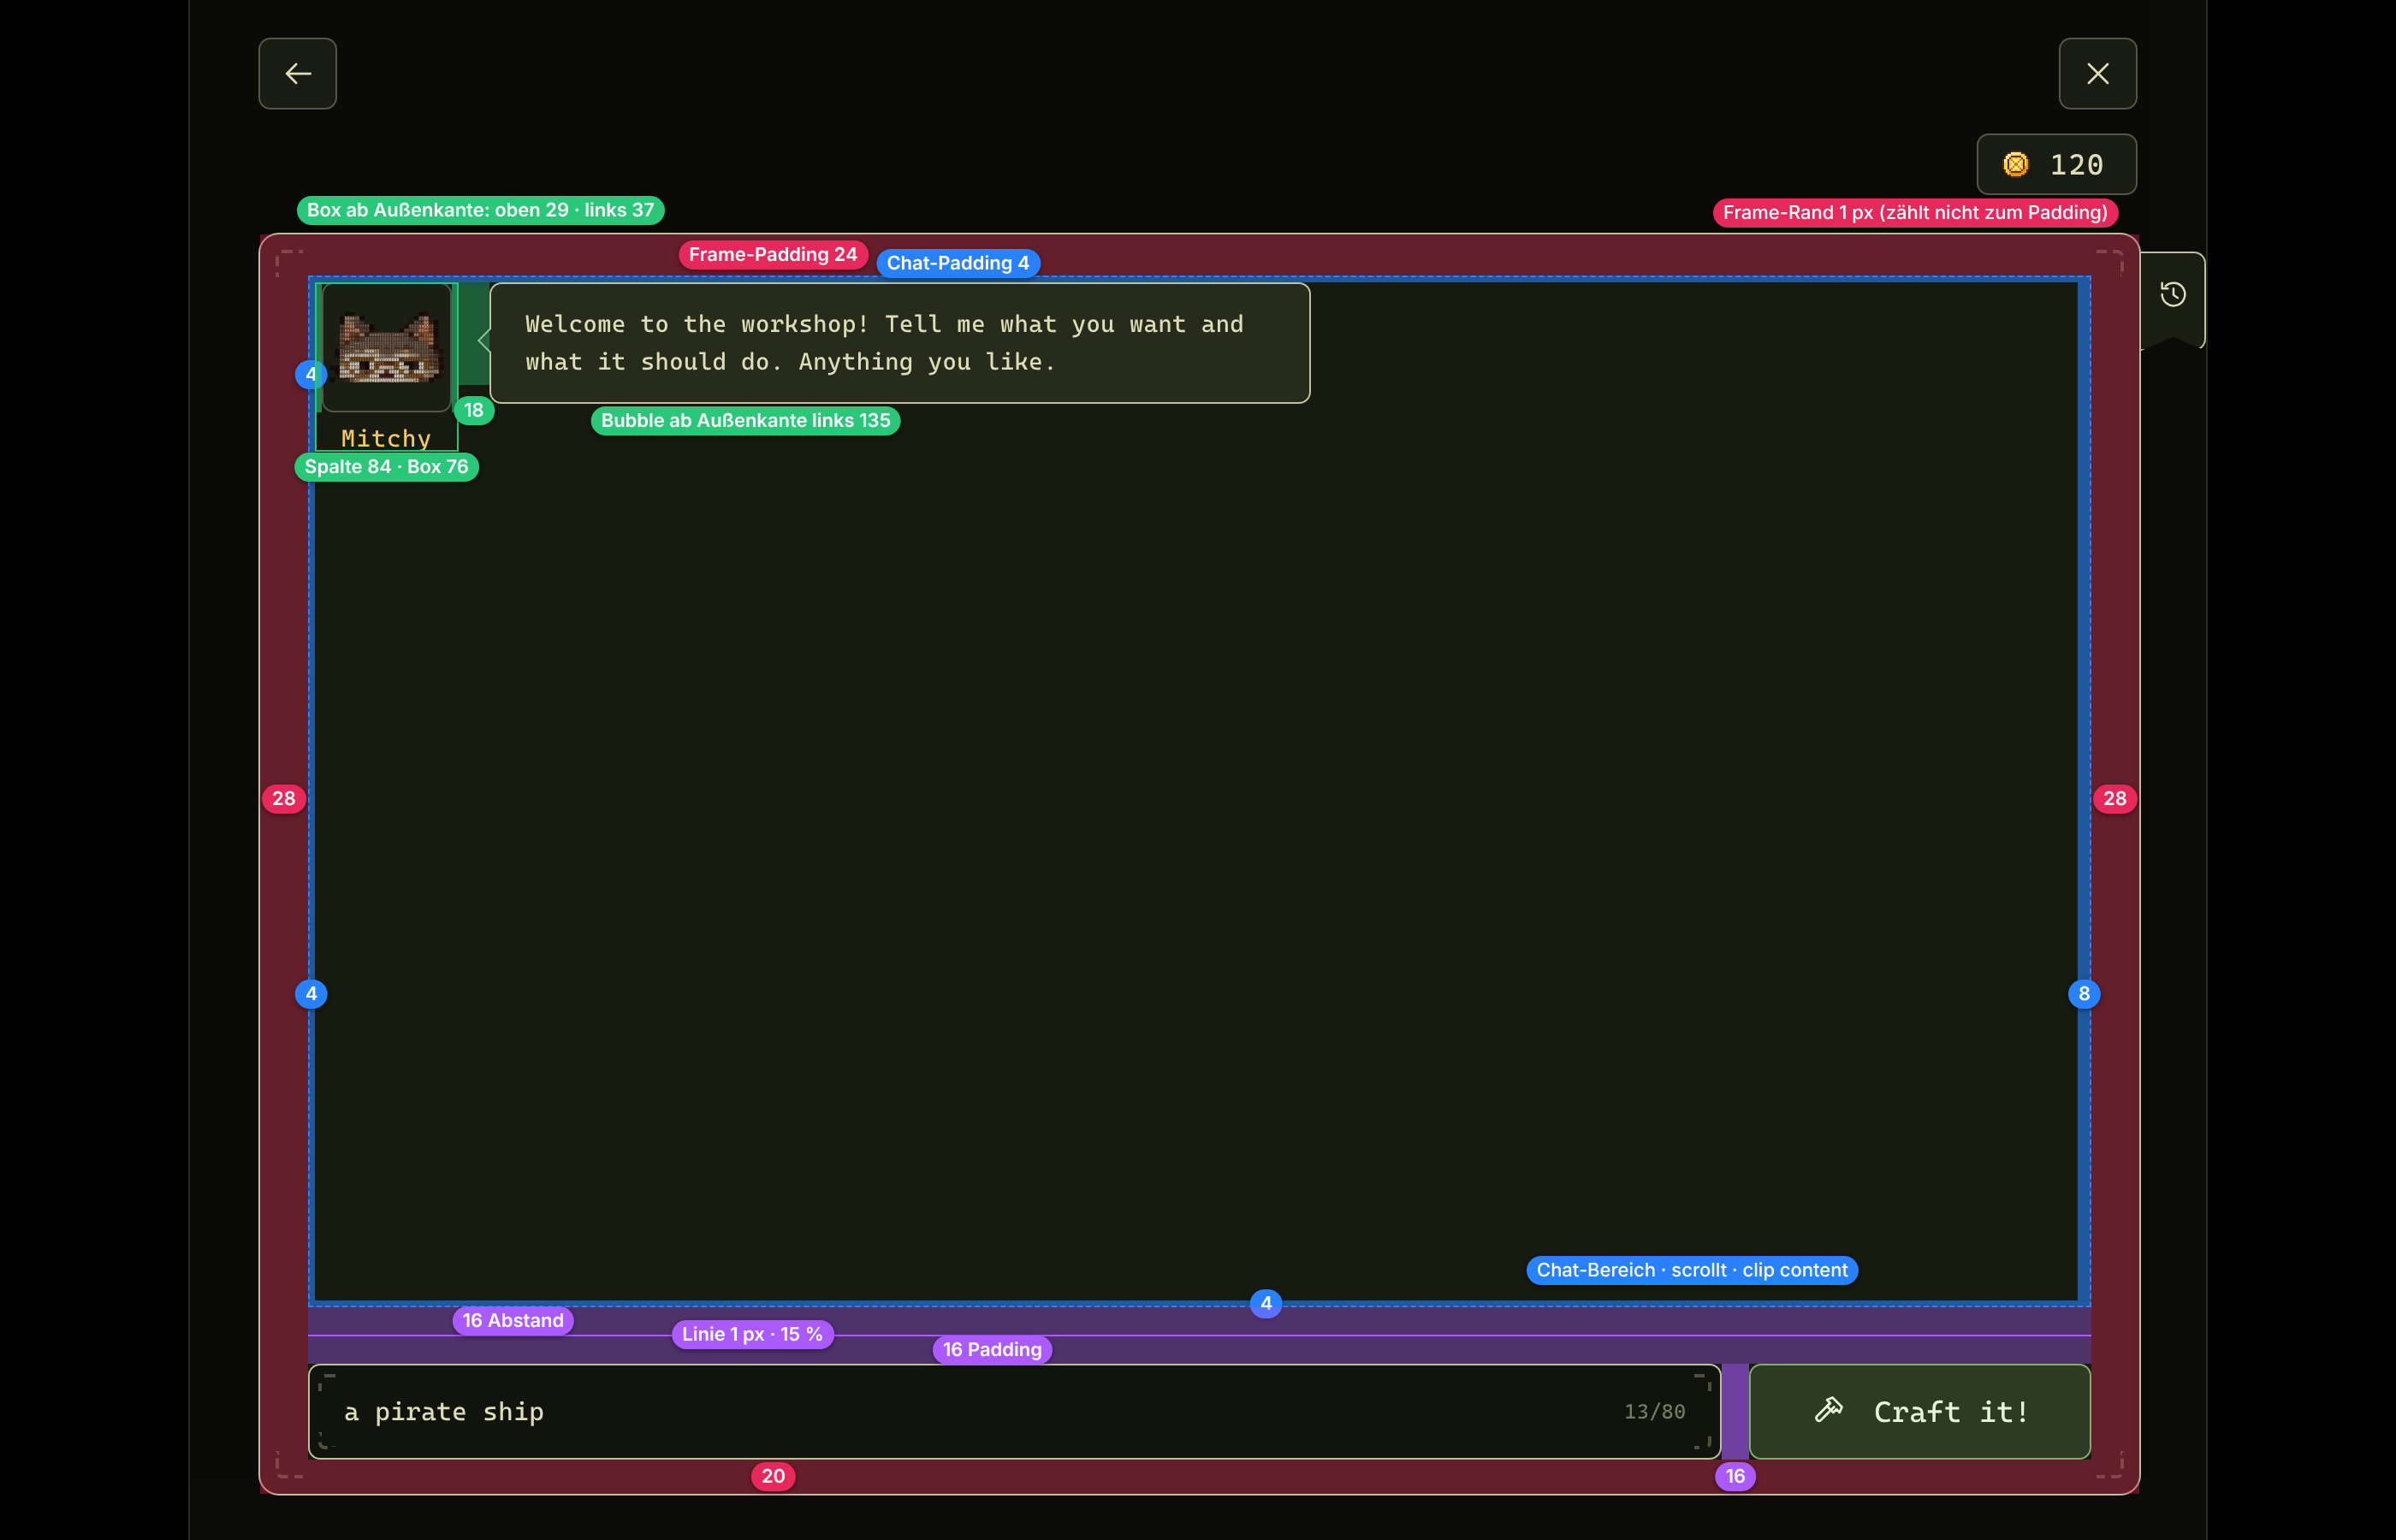 120
Box ab Außenkante: oben 29 · links 37
Frame-Rand 1 px (zählt nicht zum Padding)
Frame-Padding 24
Chat-Padding 4
Welcome to the workshop! Tell me what you want and
what it should do. Anything you like.
4
18
Bubble ab Außenkante links 135
Mitchy
Spalte 84 · Box 76
28
28
4
8
Chat-Bereich · scrollt · clip content
4
16 Abstand
Linie 1 px · 15 %
16 Padding
a pirate ship
13/80
Craft it!
20
16